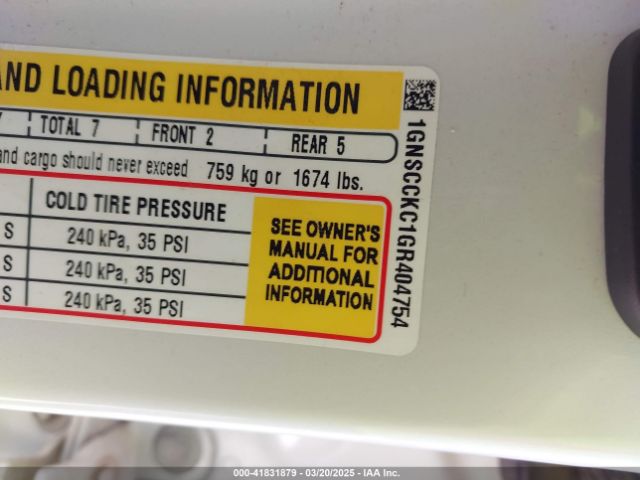 AND LOADING INFORMATION
TOTAL 7 FRONT 2 REAR 5
and cargo should never exceed 759 kg or 1674 lbs.
COLD TIRE PRESSURE
S 240 kPa, 35 PSI
S 240 kPa, 35 PSI
S 240 kPa, 35 PSI
SEE OWNER'S
MANUAL FOR
ADDITIONAL
INFORMATION
1GNSCCKC1GR404754
000-41831879 — 03/20/2025 — IAA Inc.